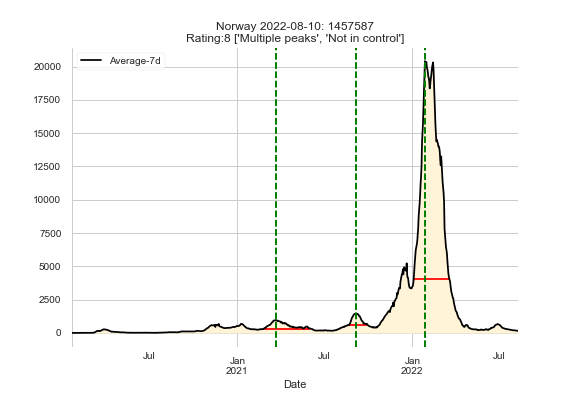 Norway 2022-08-10: 1457587
Rating:8 ['Multiple peaks', 'Not in control']
Average-7d
20000
17500
15000
12500
10000
7500
5000
2500
0
Jul
Jan
2021
Jul
Jan
2022
Jul
Date